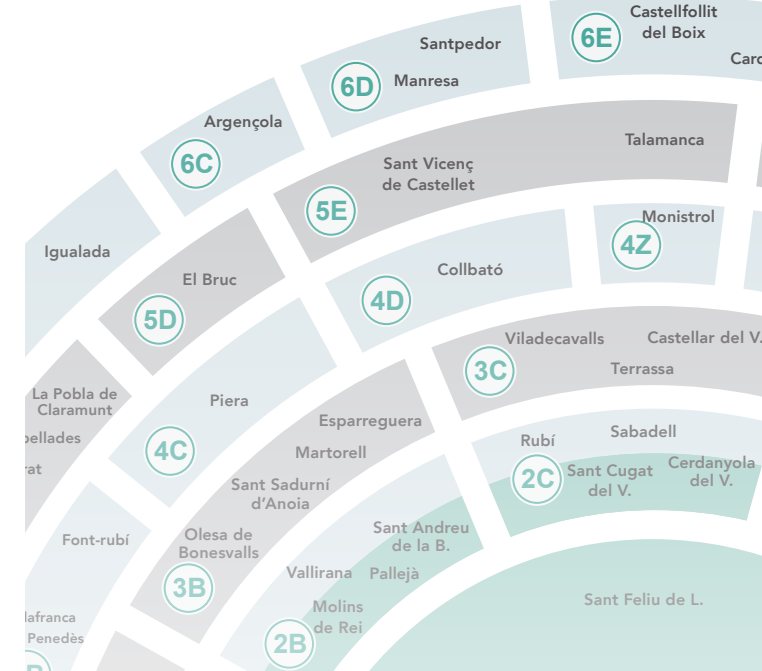 Castellfollit
del Boix
6E
Santpedor
6D
Manresa
Argençola
6C
Talamanca
Sant Vicenç
de Castellet
5E
Monistrol
4Z
Igualada
El Bruc
5D
Collbató
4D
Viladecavalls
Castellar del V.
3C
Terrassa
La Pobla de
Claramunt
Piera
4C
Esparreguera
Martorell
Sant Sadurní
d'Anoia
Olesa de
Bonesvalls
3B
Rubí
Sabadell
2C
Sant Cugat
del V.
Cerdanyola
del V.
Font-rubí
Sant Andreu
de la B.
Vallirana
Pallejà
Molins
de Rei
2B
Sant Feliu de L.
Penedès